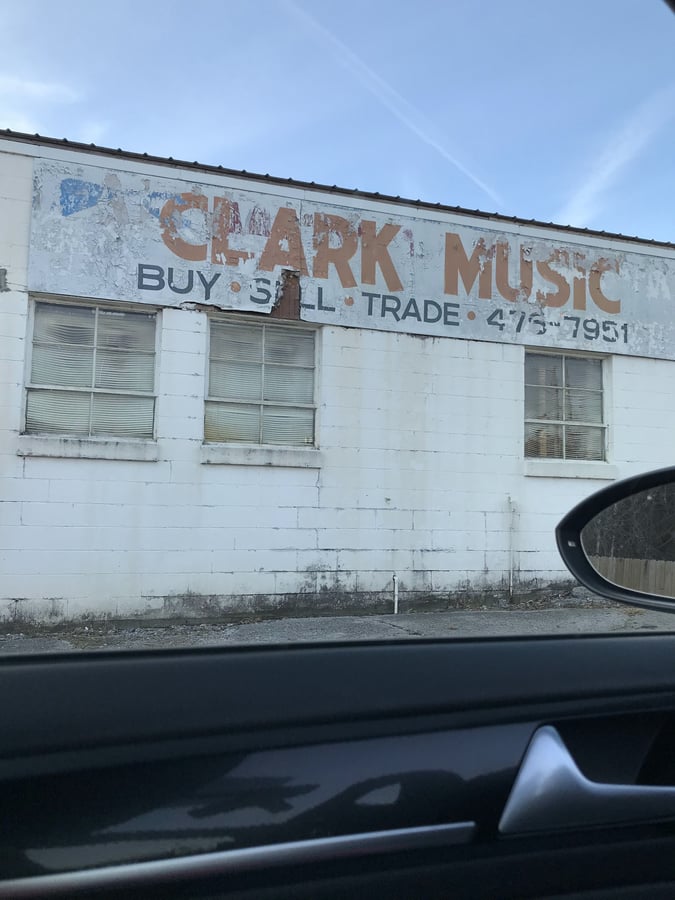 CLARK MUSIC
BUY · SELL · TRADE · 475-7951